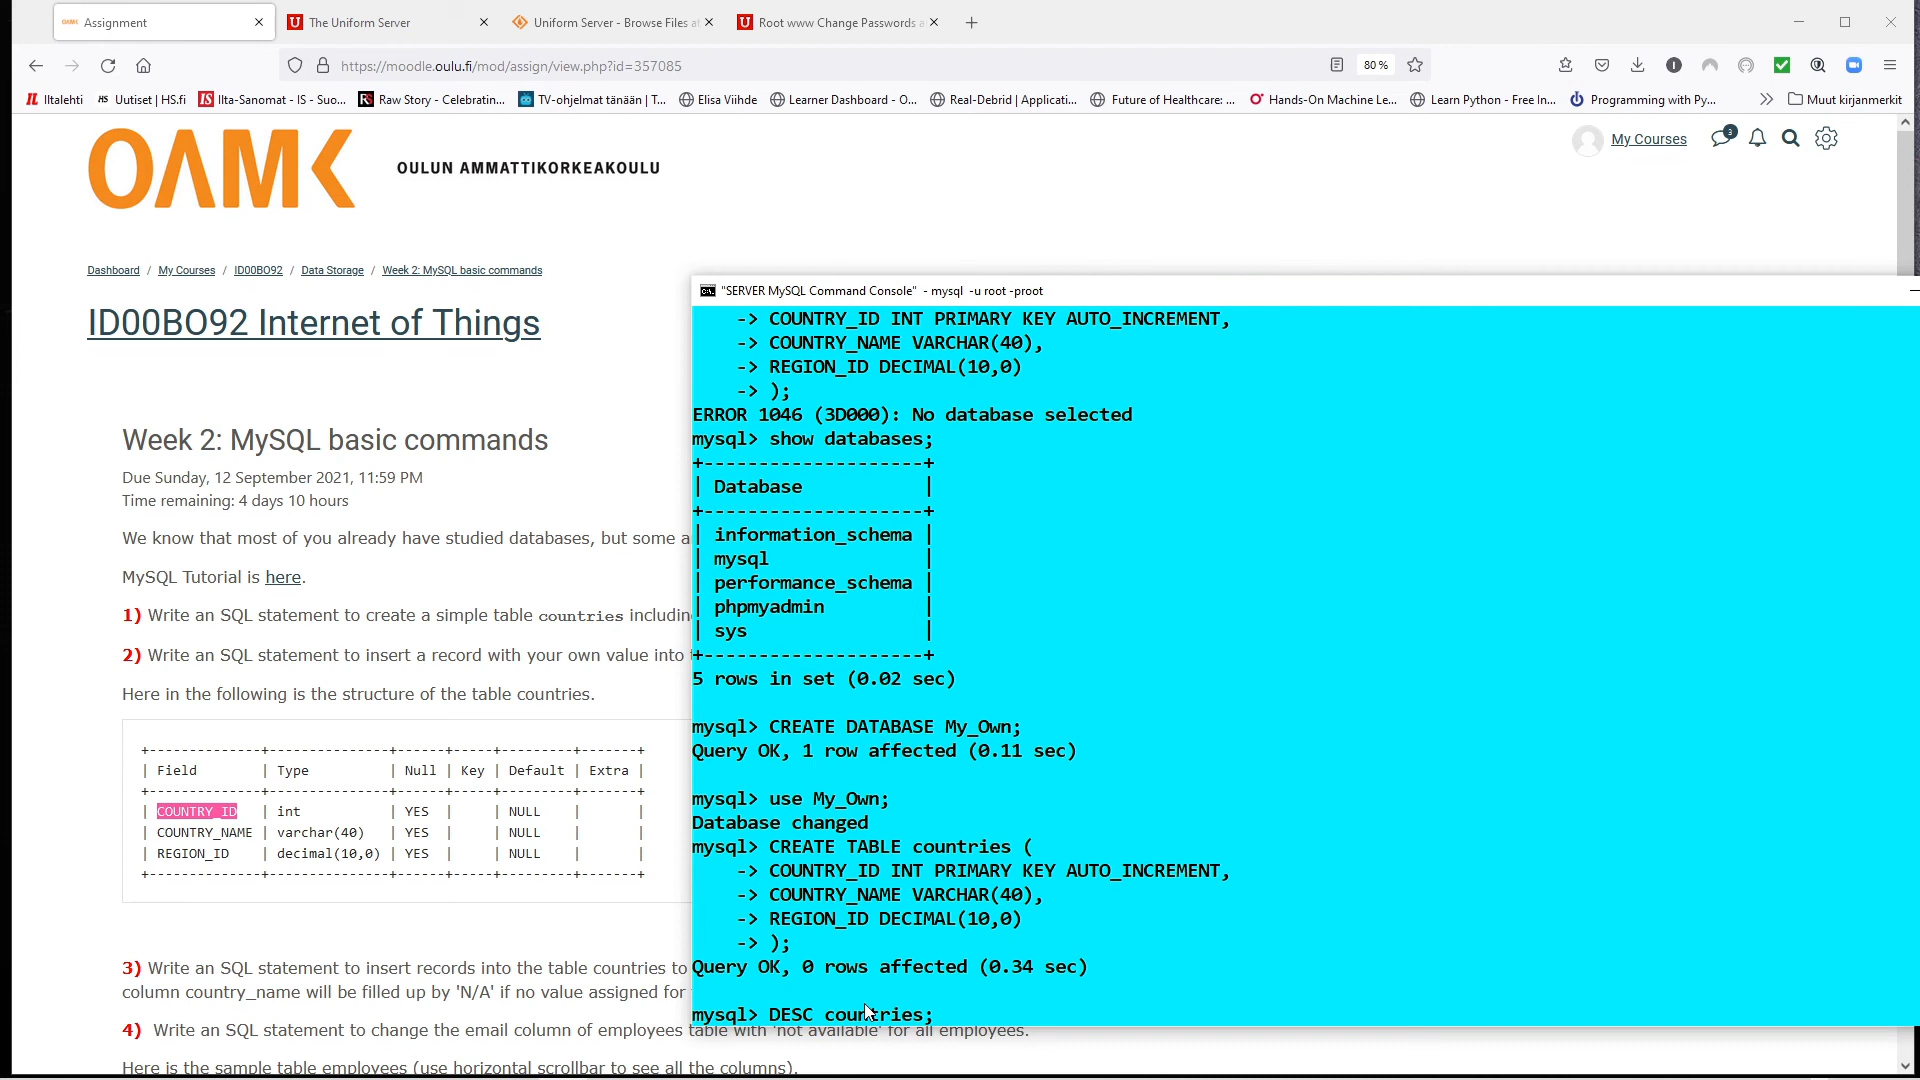 OAMK Assignment
The Uniform Server
Uniform Server - Browse Files at
Root www Change Passwords a
https://moodle.oulu.fi/mod/assign/view.php?id=357085
80 %
Iltalehti
HS Uutiset | HS.fi
IS Ilta-Sanomat - IS - Suo...
RS Raw Story - Celebratin...
TV-ohjelmat tänään | T...
Elisa Viihde
Learner Dashboard - O...
Real-Debrid | Applicati...
Future of Healthcare: ...
Hands-On Machine Le...
Learn Python - Free In...
Programming with Py...
Muut kirjanmerkit
OAMK
OULUN AMMATTIKORKEAKOULU
My Courses
3
Dashboard / My Courses / ID00BO92 / Data Storage / Week 2: MySQL basic commands
ID00BO92 Internet of Things
Week 2: MySQL basic commands
Due Sunday, 12 September 2021, 11:59 PM
Time remaining: 4 days 10 hours
We know that most of you already have studied databases, but some a
MySQL Tutorial is here.
1) Write an SQL statement to create a simple table countries includin
2) Write an SQL statement to insert a record with your own value into t
Here in the following is the structure of the table countries.
+--------------+---------------+------+-----+---------+-------+
| Field | Type | Null | Key | Default | Extra |
+--------------+---------------+------+-----+---------+-------+
| COUNTRY_ID | int | YES | | NULL | |
| COUNTRY_NAME | varchar(40) | YES | | NULL | |
| REGION_ID | decimal(10,0) | YES | | NULL | |
+--------------+---------------+------+-----+---------+-------+
3) Write an SQL statement to insert records into the table countries to
column country_name will be filled up by 'N/A' if no value assigned for
4) Write an SQL statement to change the email column of employees table with 'not available' for all employees.
Here is the sample table employees (use horizontal scrollbar to see all the columns).
"SERVER MySQL Command Console" - mysql -u root -proot
-> COUNTRY_ID INT PRIMARY KEY AUTO_INCREMENT,
-> COUNTRY_NAME VARCHAR(40),
-> REGION_ID DECIMAL(10,0)
-> );
ERROR 1046 (3D000): No database selected
mysql> show databases;
+--------------------+
| Database |
+--------------------+
| information_schema |
| mysql |
| performance_schema |
| phpmyadmin |
| sys |
+--------------------+
5 rows in set (0.02 sec)
mysql> CREATE DATABASE My_Own;
Query OK, 1 row affected (0.11 sec)
mysql> use My_Own;
Database changed
mysql> CREATE TABLE countries (
-> COUNTRY_ID INT PRIMARY KEY AUTO_INCREMENT,
-> COUNTRY_NAME VARCHAR(40),
-> REGION_ID DECIMAL(10,0)
-> );
Query OK, 0 rows affected (0.34 sec)
mysql> DESC countries;